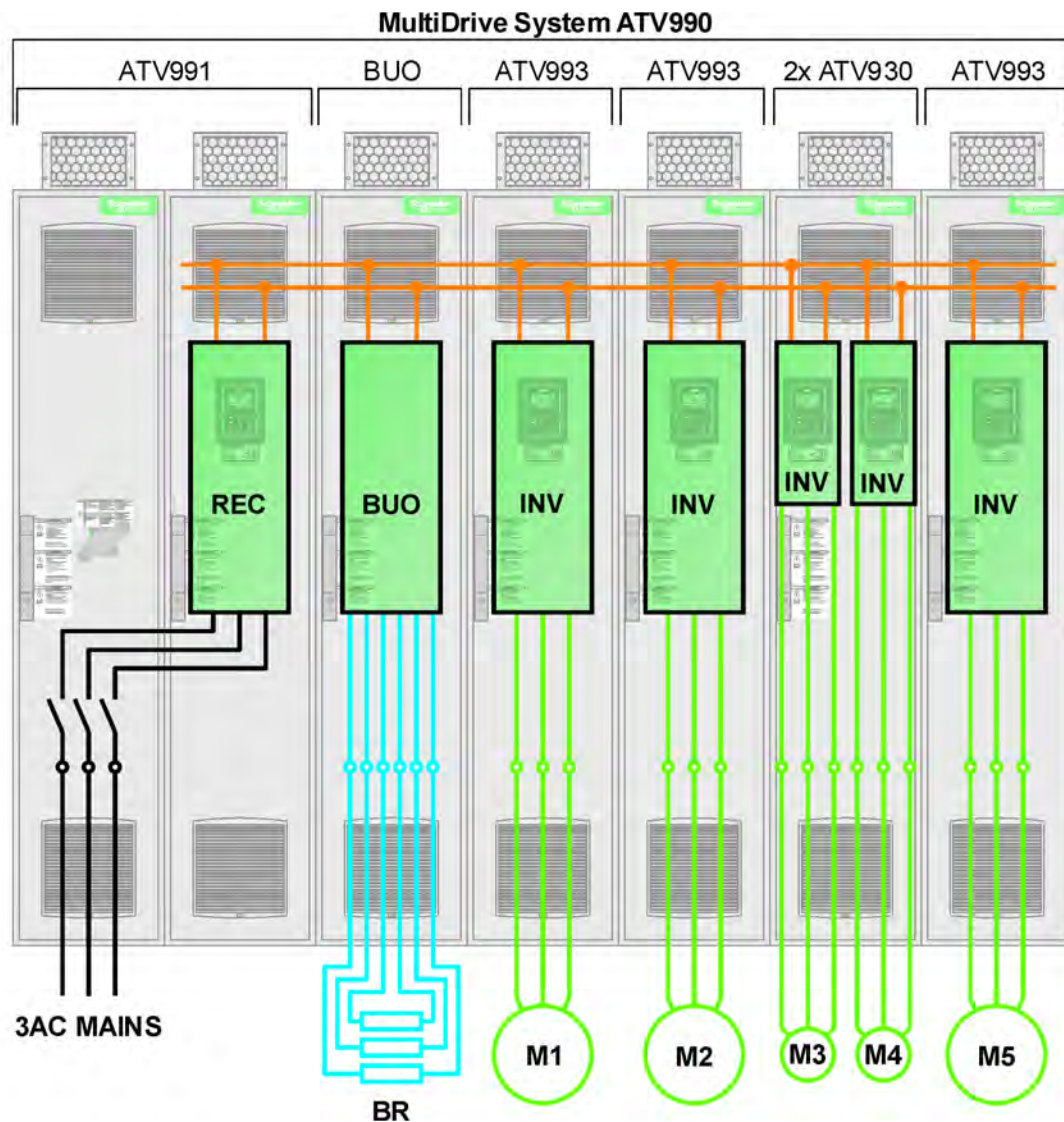 MultiDrive System ATV990
ATV991 BUO ATV993 ATV993 2x ATV930 ATV993
REC BUO INV INV INV INV INV
3AC MAINS
M1 M2 M3 M4 M5
BR